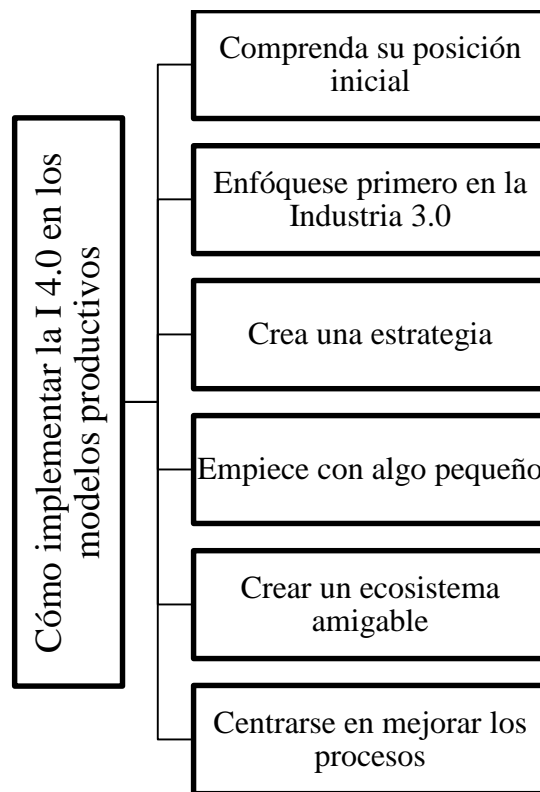 Cómo implementar la I 4.0 en los
modelos productivos
Comprenda su posición
inicial
Enfóquese primero en la
Industria 3.0
Crea una estrategia
Empiece con algo pequeño
Crear un ecosistema
amigable
Centrarse en mejorar los
procesos